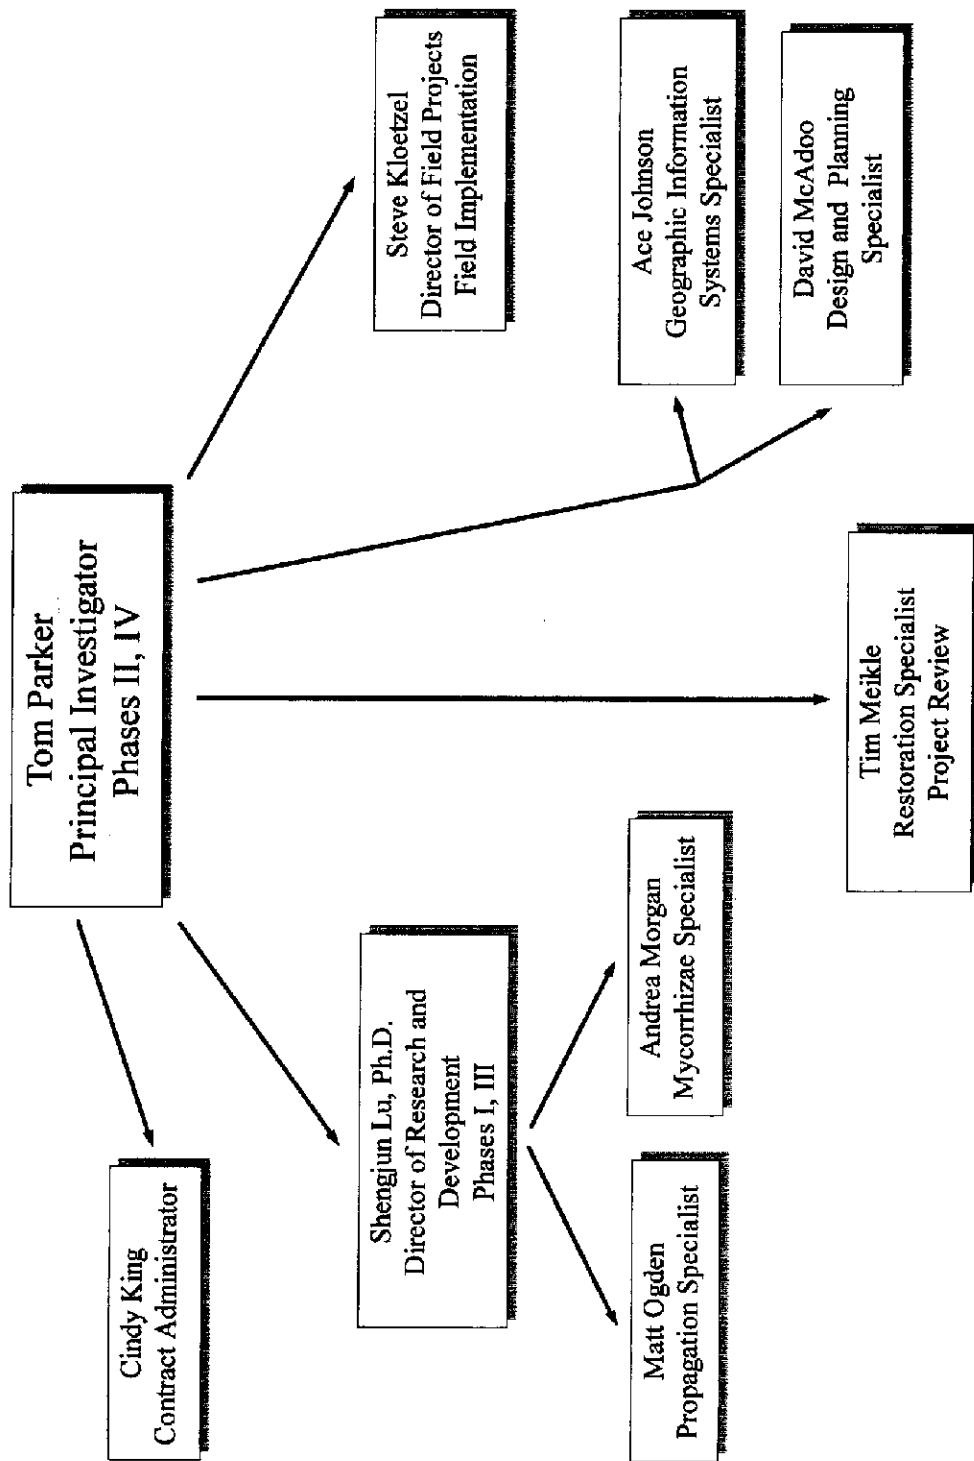 Tom Parker
Principal Investigator
Phases II, IV
Cindy King
Contract Administrator
Steve Kloetzel
Director of Field Projects
Field Implementation
Shengjun Lu, Ph.D.
Director of Research and
Development
Phases I, III
Matt Ogden
Propagation Specialist
Andrea Morgan
Mycorrhizae Specialist
Ace Johnson
Geographic Information
Systems Specialist
David McAdoo
Design and Planning
Specialist
Tim Meikle
Restoration Specialist
Project Review